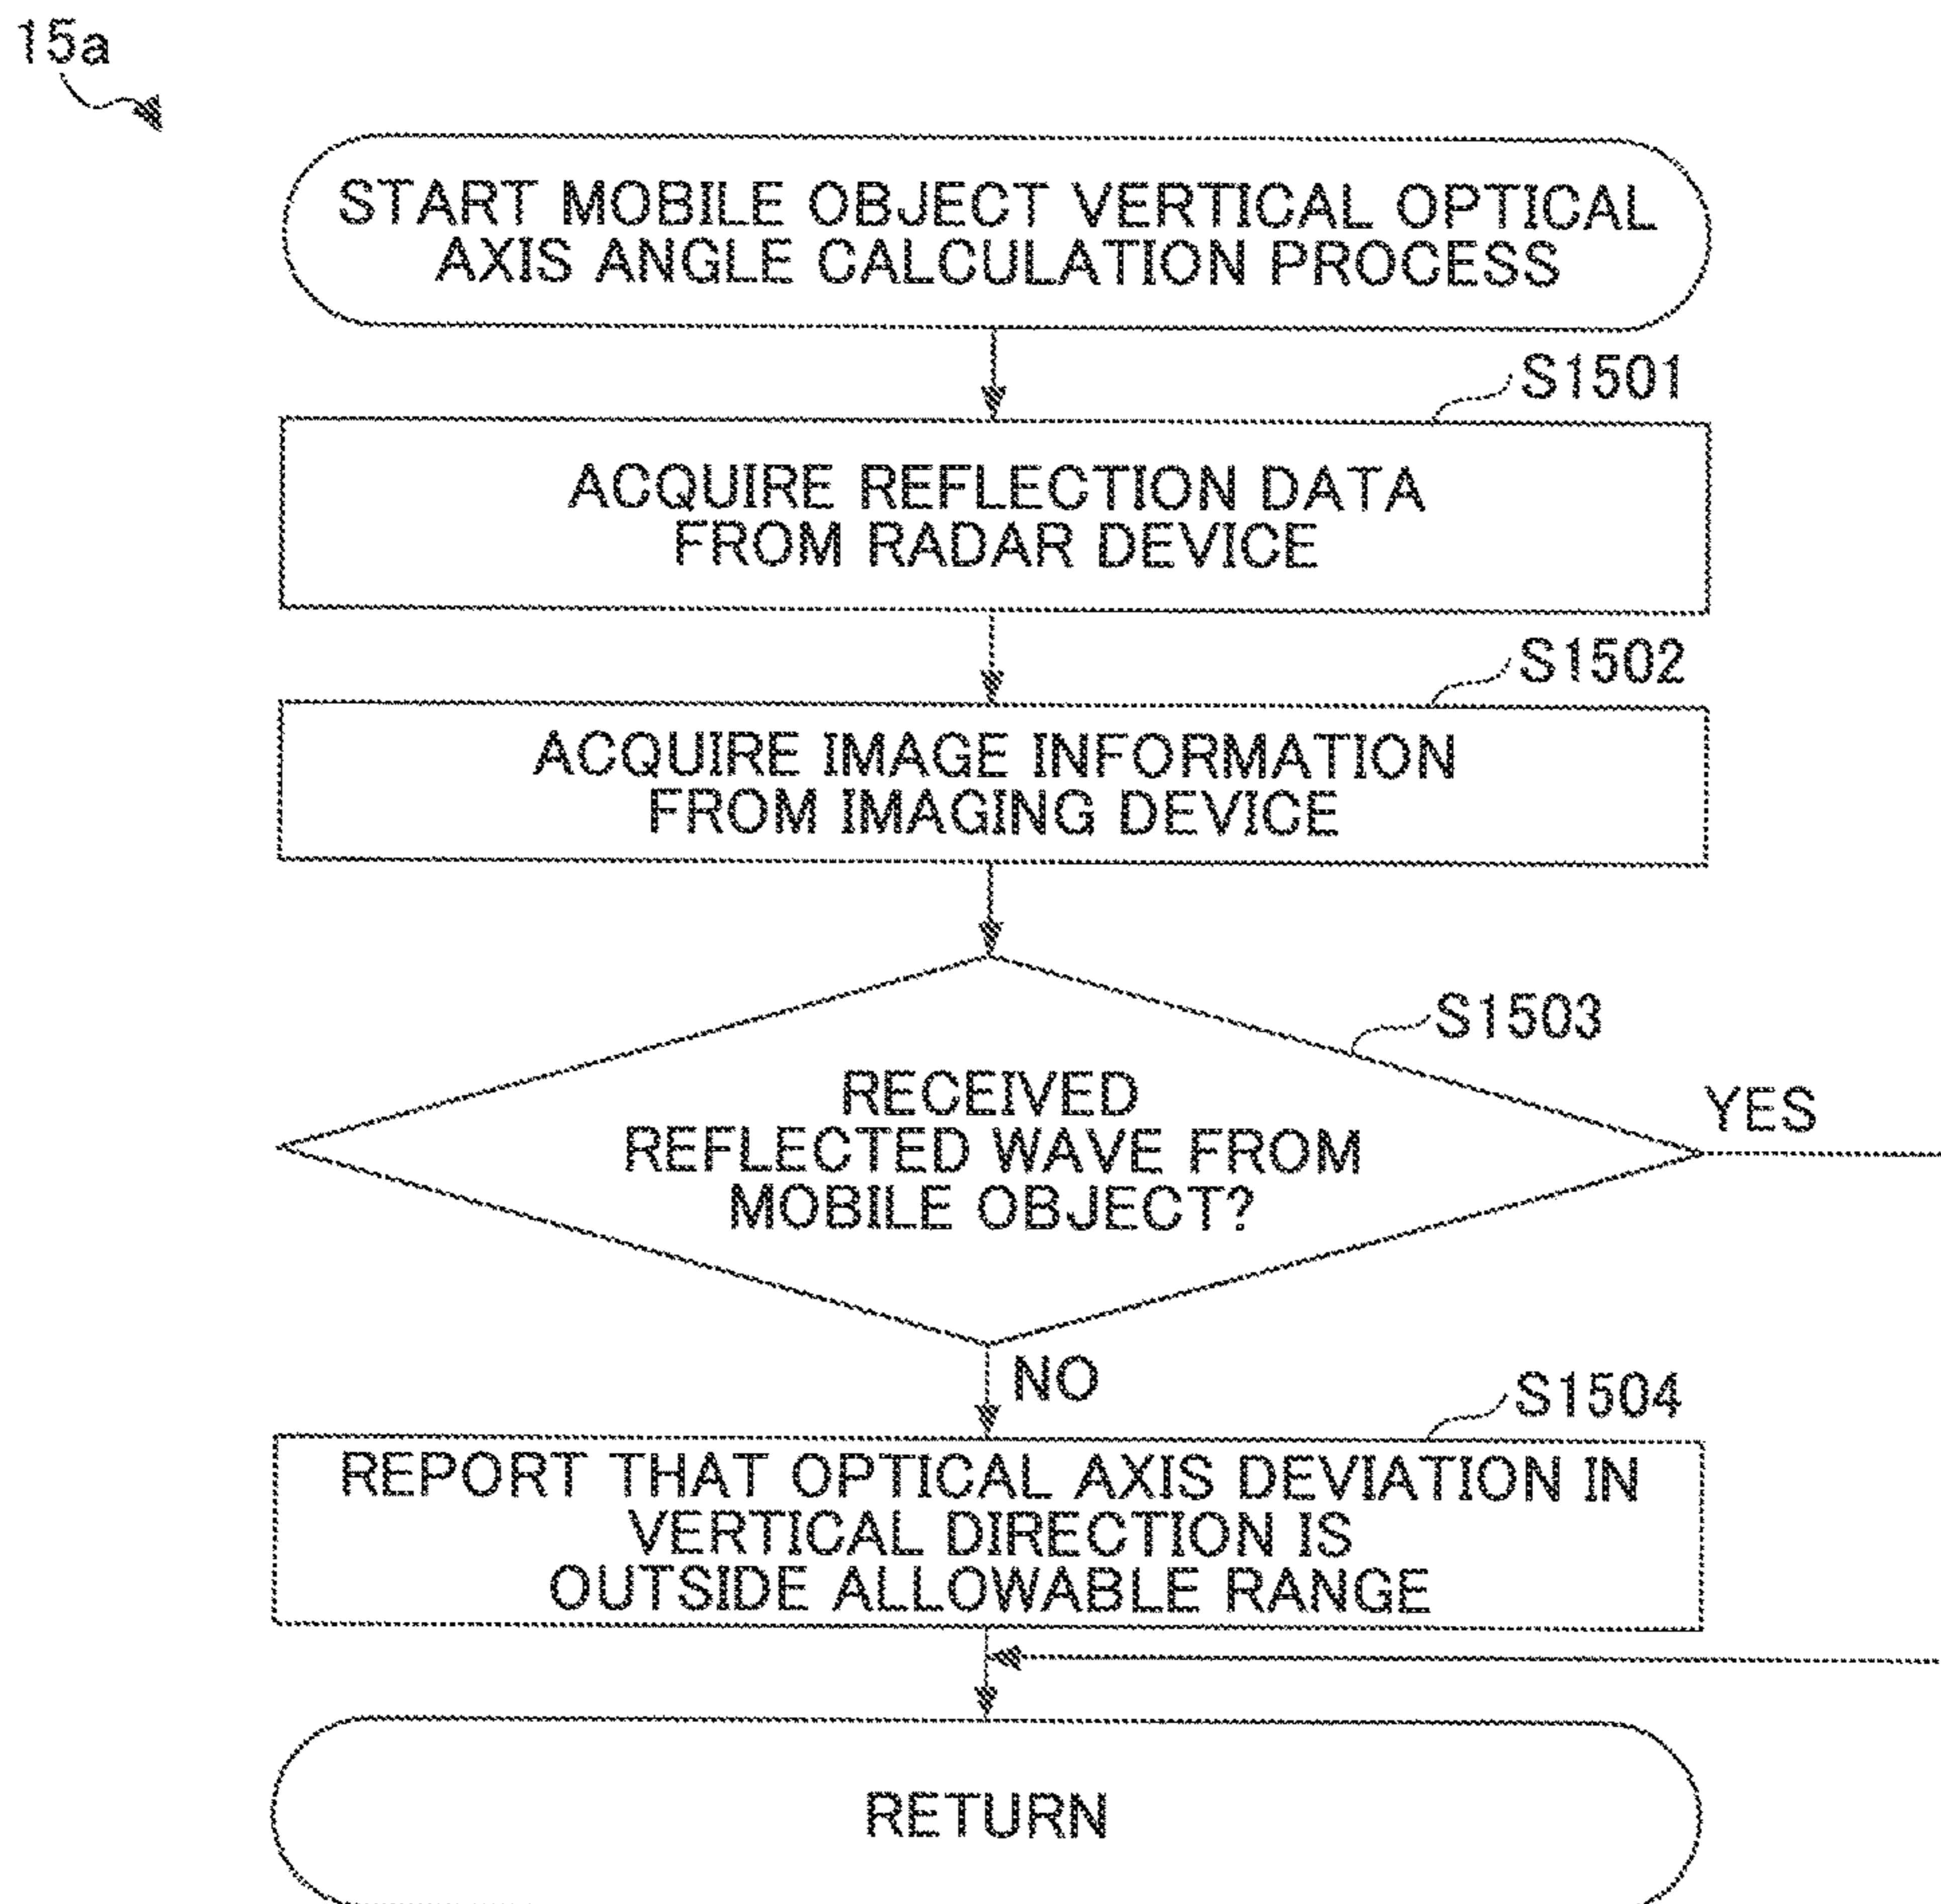 15a
START MOBILE OBJECT VERTICAL OPTICAL
AXIS ANGLE CALCULATION PROCESS
S1501
ACQUIRE REFLECTION DATA
FROM RADAR DEVICE
S1502
ACQUIRE IMAGE INFORMATION
FROM IMAGING DEVICE
S1503
RECEIVED
REFLECTED WAVE FROM
MOBILE OBJECT?
YES
NO
S1504
REPORT THAT OPTICAL AXIS DEVIATION IN
VERTICAL DIRECTION IS
OUTSIDE ALLOWABLE RANGE
RETURN